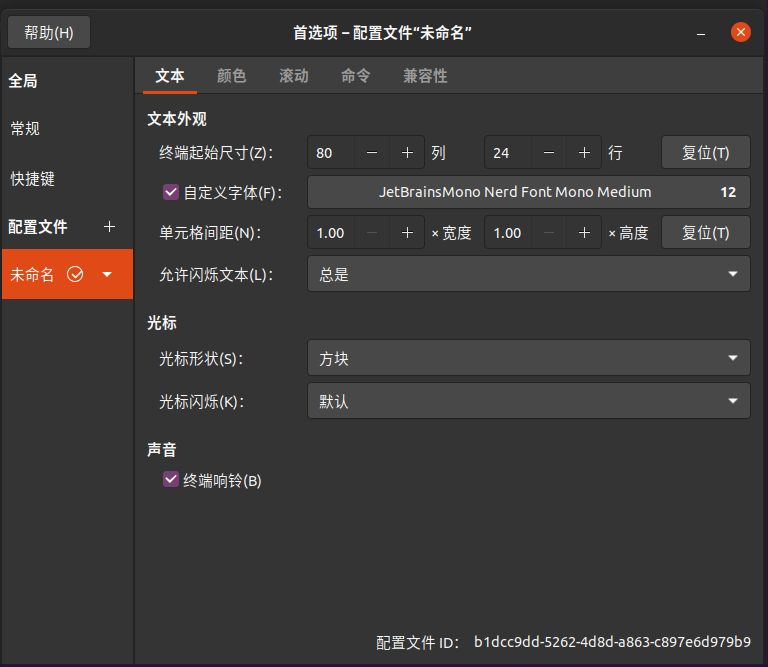 帮助(H) 首选项 – 配置文件“未命名”
全局
常规
快捷键
配置文件
未命名
文本 颜色 滚动 命令 兼容性
文本外观
终端起始尺寸(Z): 80 列 24 行 复位(T)
自定义字体(F): JetBrainsMono Nerd Font Mono Medium 12
单元格间距(N): 1.00 × 宽度 1.00 × 高度 复位(T)
允许闪烁文本(L): 总是
光标
光标形状(S): 方块
光标闪烁(K): 默认
声音
终端响铃(B)
配置文件 ID: b1dcc9dd-5262-4d8d-a863-c897e6d979b9